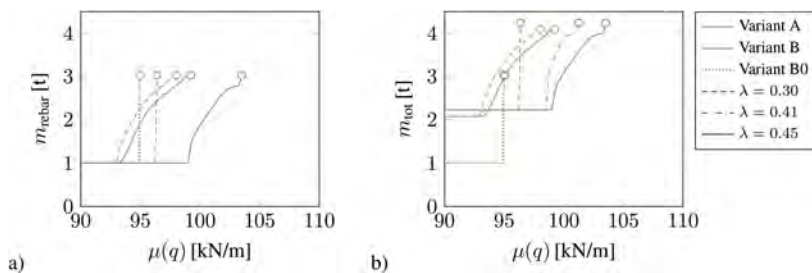 4
3
2
1
0
m_rebar [t]
90 95 100 105 110
μ(q) [kN/m]
a)
4
3
2
1
0
m_tot [t]
90 95 100 105 110
μ(q) [kN/m]
b)
Variant A
Variant B
Variant B0
λ = 0.30
λ = 0.41
λ = 0.45